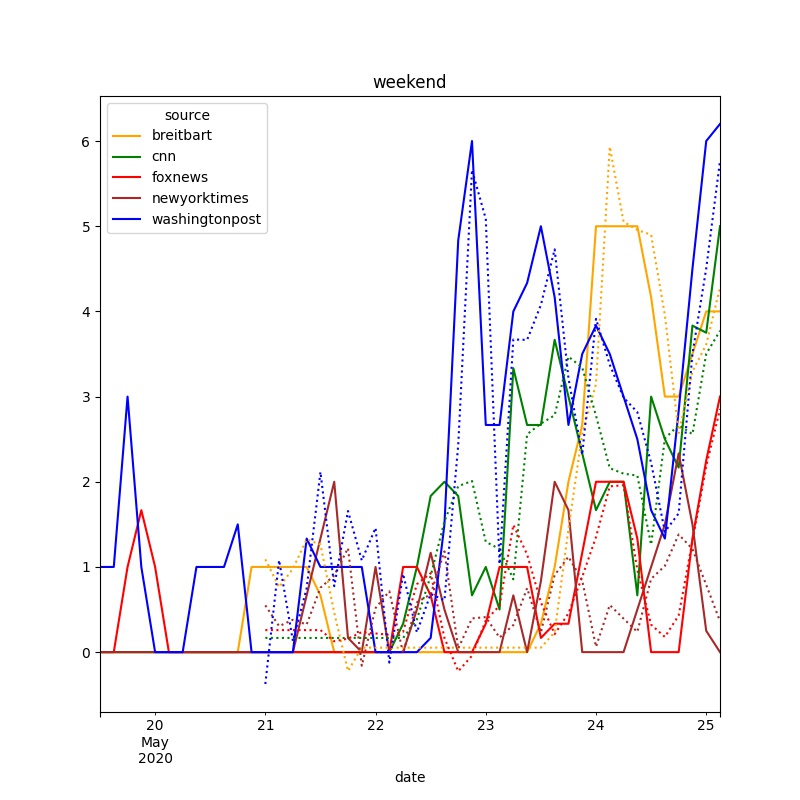 weekend
source
breitbart
cnn
foxnews
newyorktimes
washingtonpost
6
5
4
3
2
1
0
20 21 22 23 24 25
May
2020
date